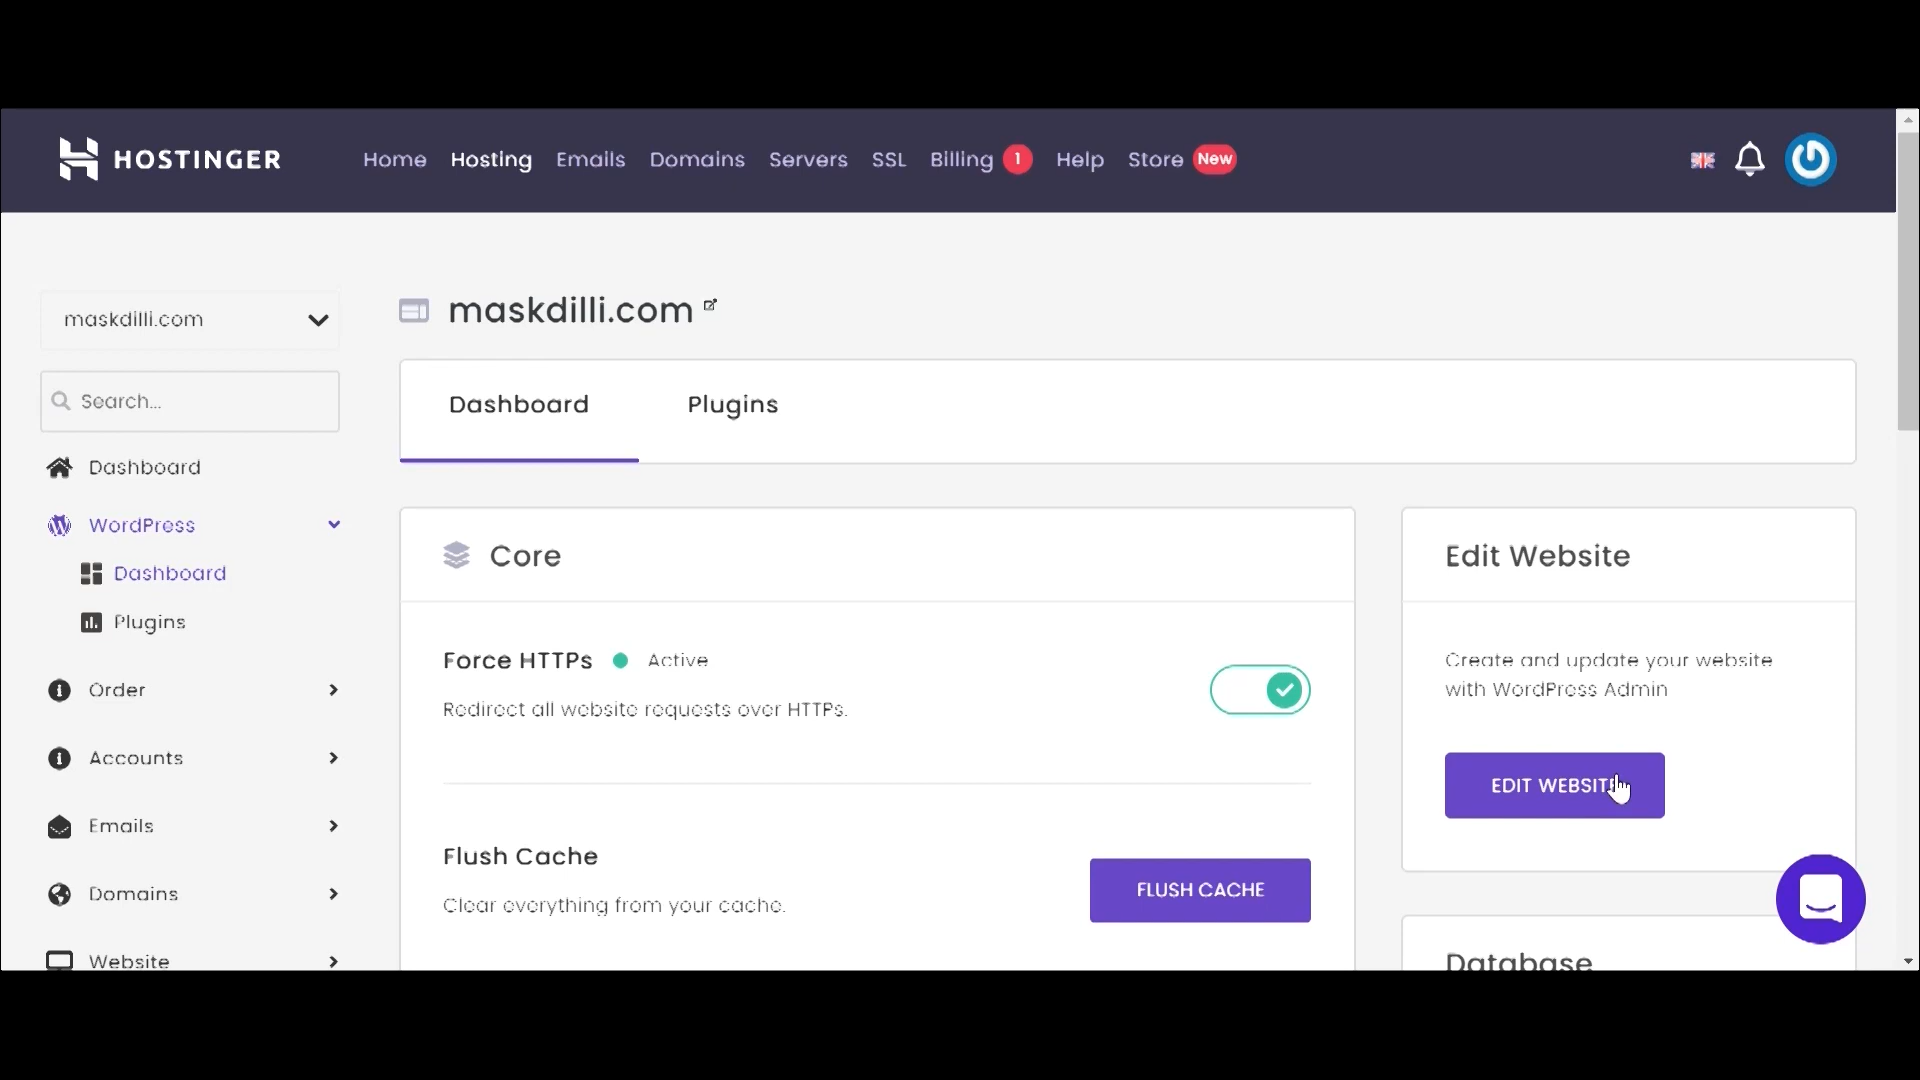 HOSTINGER
Home Hosting Emails Domains Servers SSL Billing 1 Help Store New
maskdilli.com
Search...
Dashboard
WordPress
Dashboard
Plugins
Order
Accounts
Emails
Domains
Website
maskdilli.com
Dashboard Plugins
Core
Force HTTPs Active
Redirect all website requests over HTTPs.
Flush Cache
Clear everything from your cache.
FLUSH CACHE
Edit Website
Create and update your website
with WordPress Admin
EDIT WEBSITE
Database